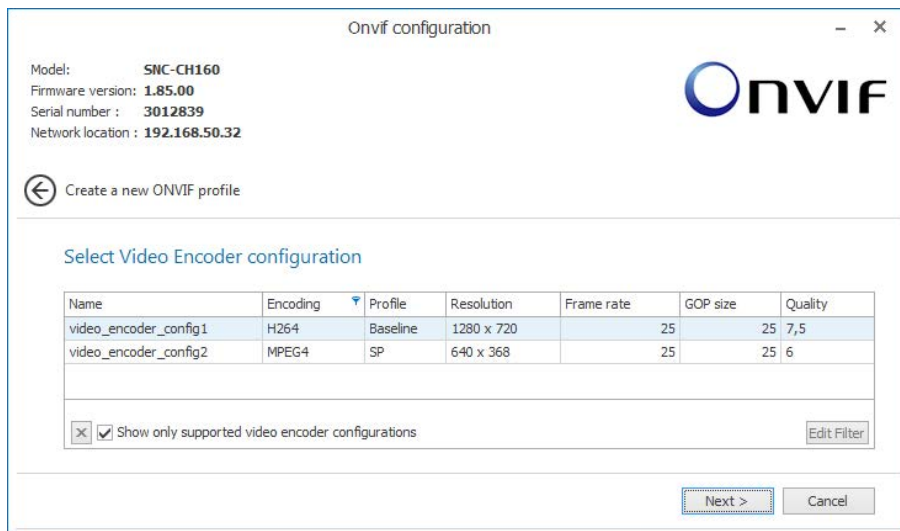 Onvif configuration
Model: SNC-CH160
Firmware version: 1.85.00
Serial number : 3012839
Network location : 192.168.50.32
ONVIF
Create a new ONVIF profile
Select Video Encoder configuration
Name Encoding Profile Resolution Frame rate GOP size Quality
video_encoder_config1 H264 Baseline 1280 x 720 25 25 7,5
video_encoder_config2 MPEG4 SP 640 x 368 25 25 6
Show only supported video encoder configurations Edit Filter
Next > Cancel